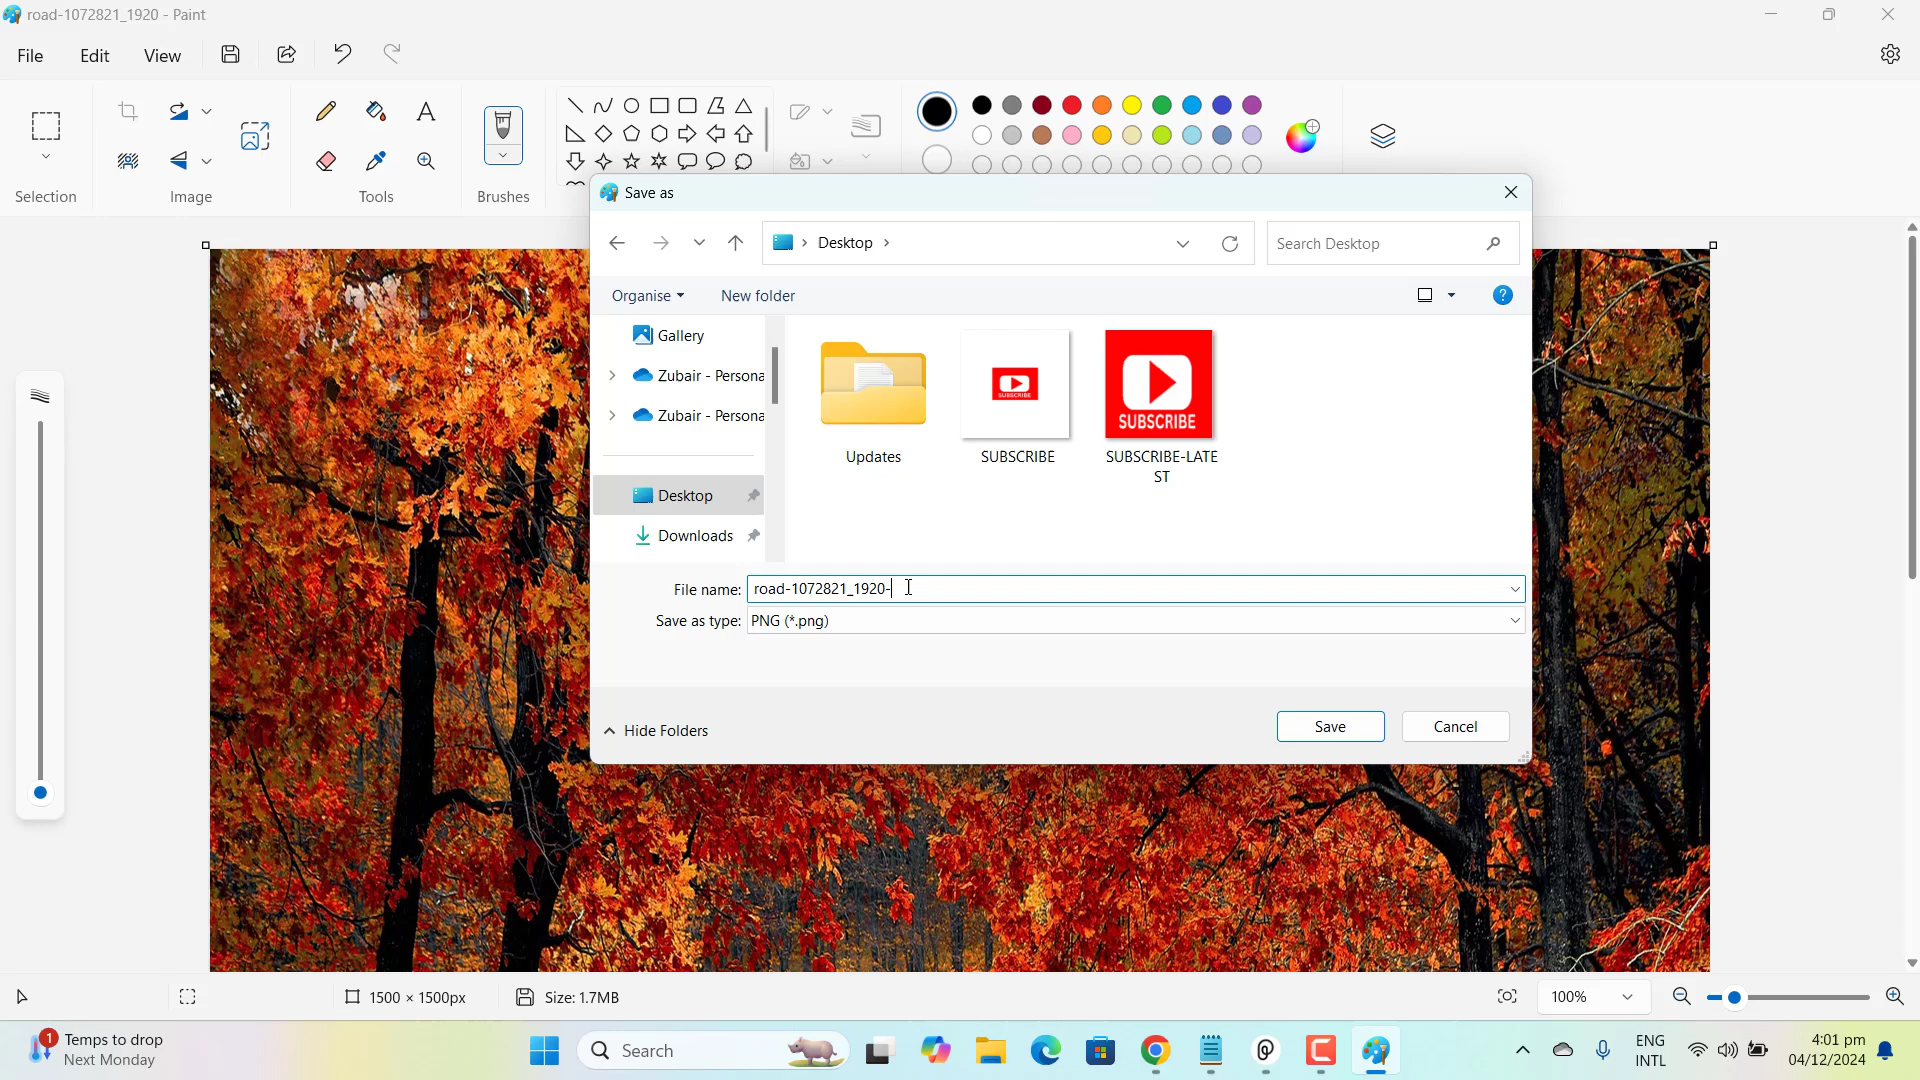 road-1072821_1920 - Paint
File Edit View
Selection Image Tools Brushes
Save as
Desktop
Search Desktop
Organise New folder
Gallery
Zubair - Persona
Zubair - Persona
Desktop
Downloads
Updates
SUBSCRIBE
SUBSCRIBE
SUBSCRIBE
SUBSCRIBE-LATE
ST
File name: road-1072821_1920-
Save as type: PNG (*.png)
Hide Folders
Save Cancel
1500 × 1500px Size: 1.7MB 100%
1 Temps to drop
Next Monday
Search
ENG
INTL
4:01 pm
04/12/2024